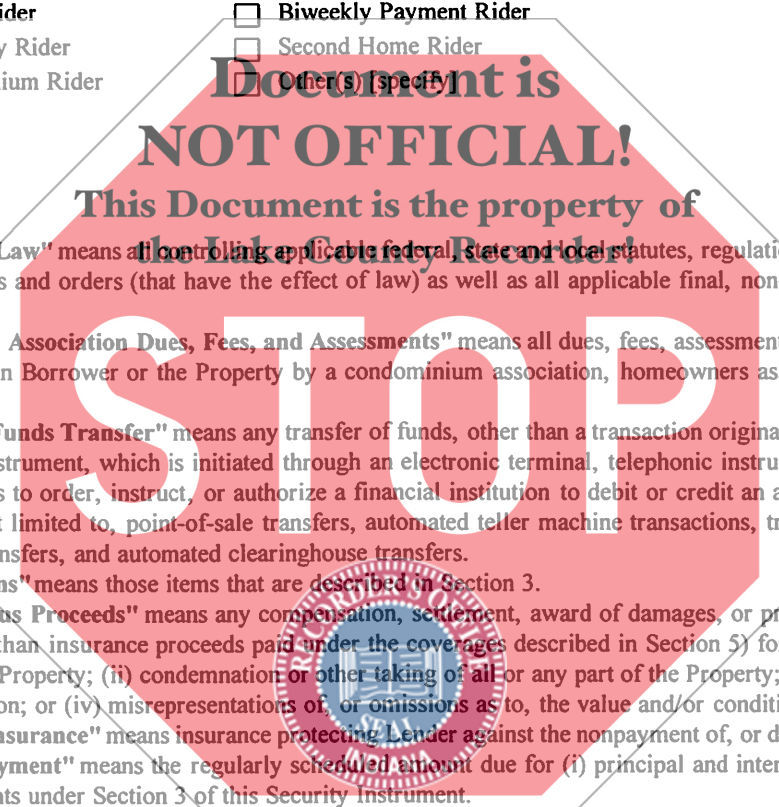 ider ☐ Biweekly Payment Rider
y Rider ☐ Second Home Rider
ium Rider ☐ Other(s) [specify]
Document is
NOT OFFICIAL!
This Document is the property of
the Lake County Recorder!
Law" means all controlling applicable federal, state and local statutes, regulati
s and orders (that have the effect of law) as well as all applicable final, non
Association Dues, Fees, and Assessments" means all dues, fees, assessment
n Borrower or the Property by a condominium association, homeowners as
STOP
Funds Transfer" means any transfer of funds, other than a transaction origina
strument, which is initiated through an electronic terminal, telephonic instru
s to order, instruct, or authorize a financial institution to debit or credit an a
t limited to, point-of-sale transfers, automated teller machine transactions, tr
nsfers, and automated clearinghouse transfers.
ns" means those items that are described in Section 3.
us Proceeds" means any compensation, settlement, award of damages, or pr
than insurance proceeds paid under the coverages described in Section 5) fo
Property; (ii) condemnation or other taking of all or any part of the Property;
on; or (iv) misrepresentations of, or omissions as to, the value and/or conditi
nsurance" means insurance protecting Lender against the nonpayment of, or d
yment" means the regularly scheduled amount due for (i) principal and inter
nts under Section 3 of this Security Instrument.
RECORDER'S OFFICE
SEAL
INDIANA